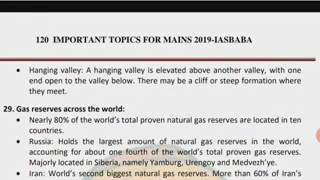 120 IMPORTANT TOPICS FOR MAINS 2019-IASBABA
• Hanging valley: A hanging valley is elevated above another valley, with one
end open to the valley below. There may be a cliff or steep formation where
they meet.
29. Gas reserves across the world:
• Nearly 80% of the world's total proven natural gas reserves are located in ten
countries.
• Russia: Holds the largest amount of natural gas reserves in the world,
accounting for about one fourth of the world's total proven gas reserves.
Majorly located in Siberia, namely Yamburg, Urengoy and Medvezh'ye.
• Iran: World's second biggest natural gas reserves. More than 60% of Iran's